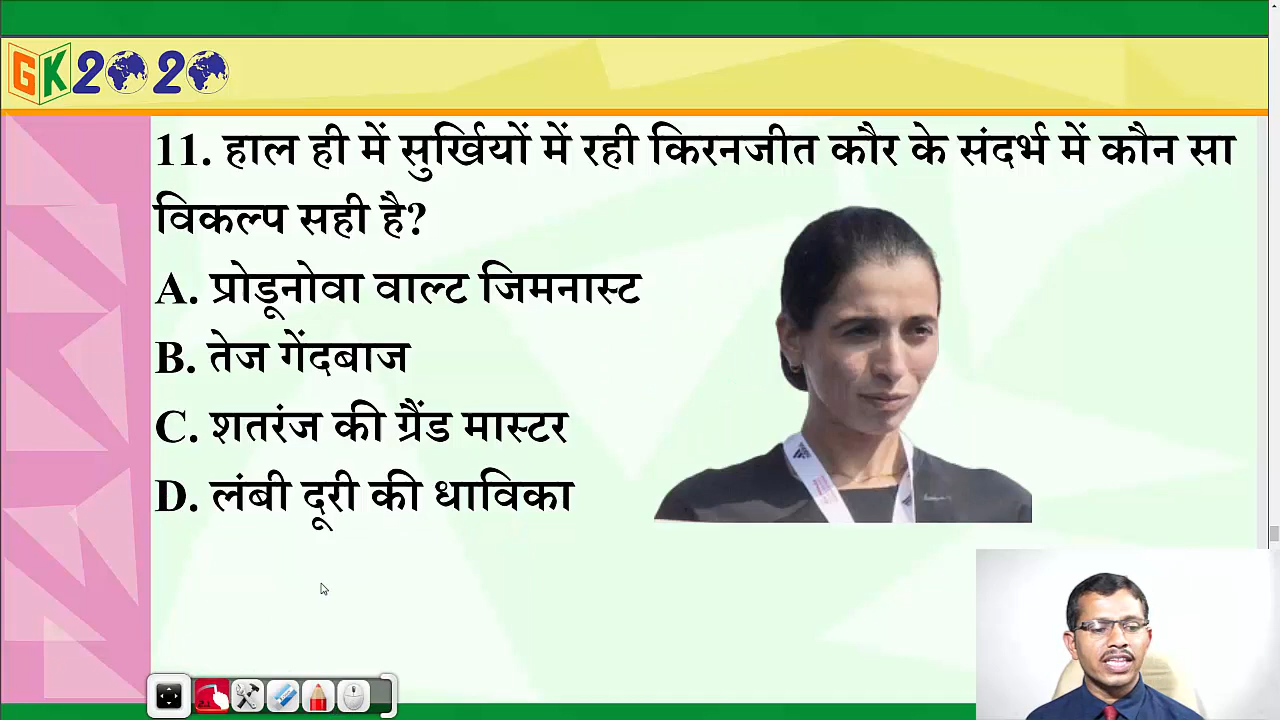 GK2020
11. हाल ही में सुर्खियों में रही किरनजीत कौर के संदर्भ में कौन सा
विकल्प सही है?
A. प्रोडूनोवा वाल्ट जिमनास्ट
B. तेज गेंदबाज
C. शतरंज की ग्रैंड मास्टर
D. लंबी दूरी की धाविका